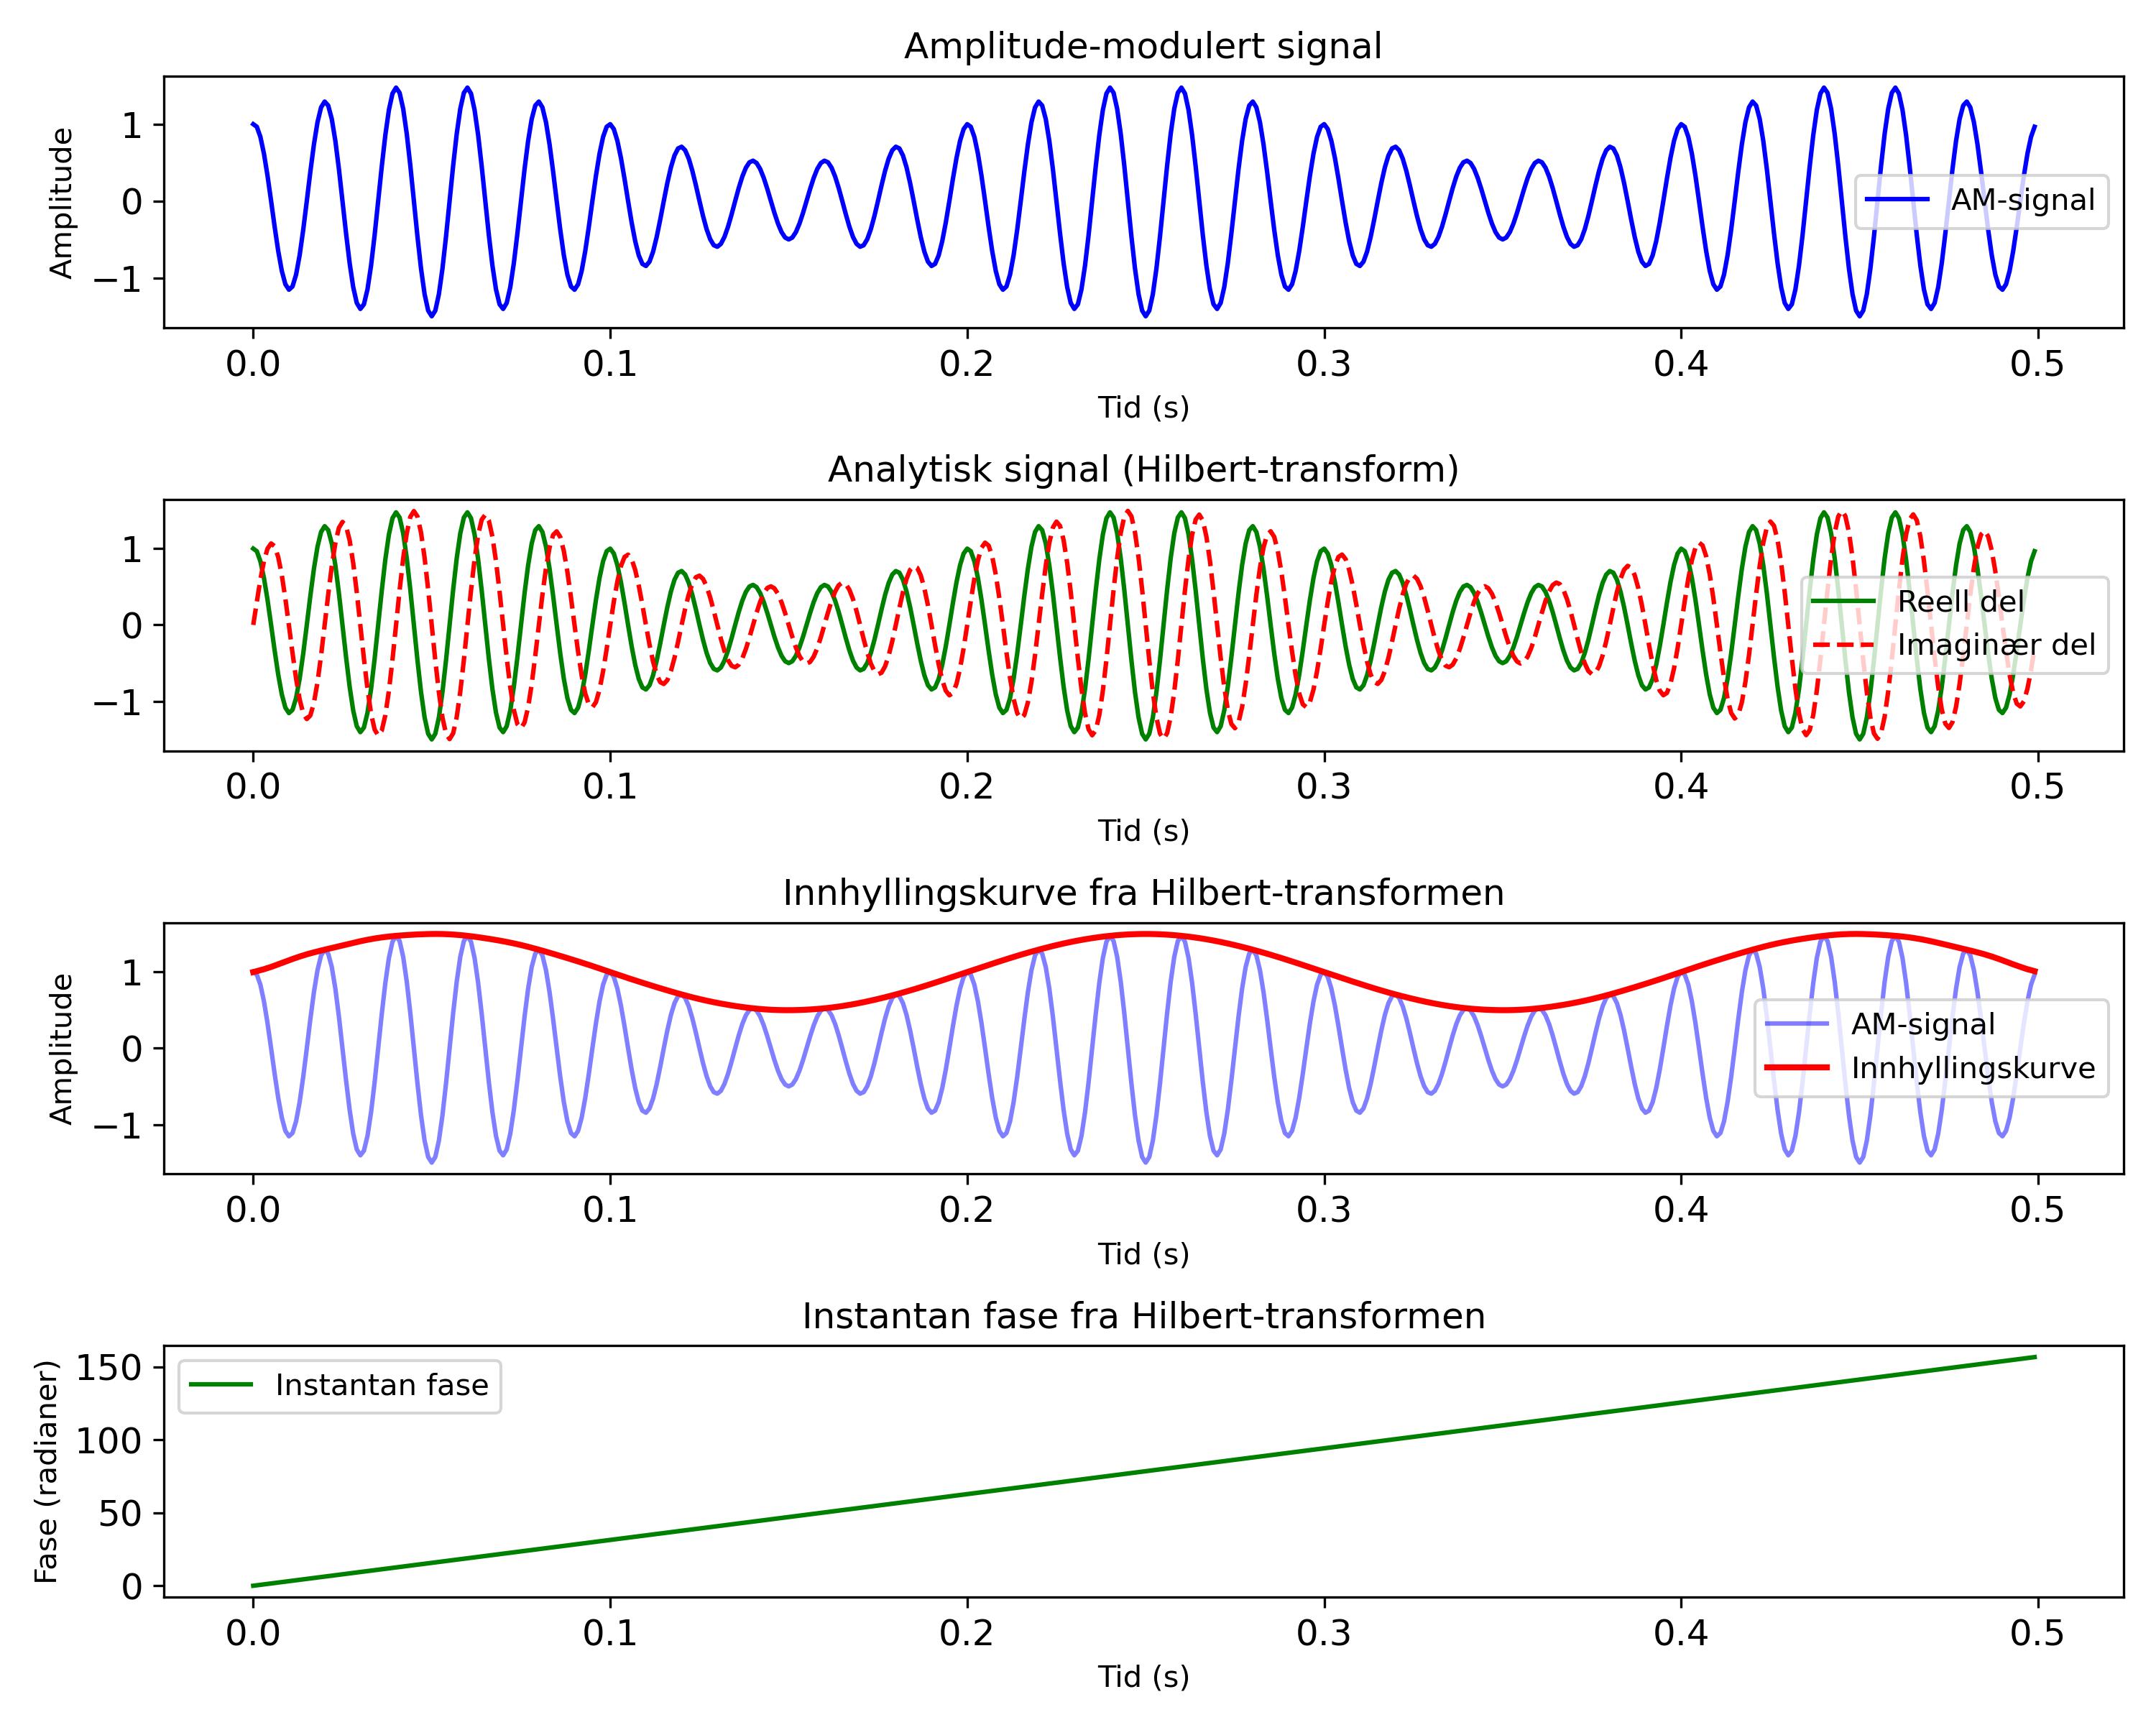 Amplitude-modulert signal
Amplitude
1
0
−1
AM-signal
0.0 0.1 0.2 0.3 0.4 0.5
Tid (s)
Analytisk signal (Hilbert-transform)
1
0
−1
Reell del
Imaginær del
0.0 0.1 0.2 0.3 0.4 0.5
Tid (s)
Innhyllingskurve fra Hilbert-transformen
Amplitude
1
0
−1
AM-signal
Innhyllingskurve
0.0 0.1 0.2 0.3 0.4 0.5
Tid (s)
Instantan fase fra Hilbert-transformen
Fase (radianer)
150
100
50
0
Instantan fase
0.0 0.1 0.2 0.3 0.4 0.5
Tid (s)